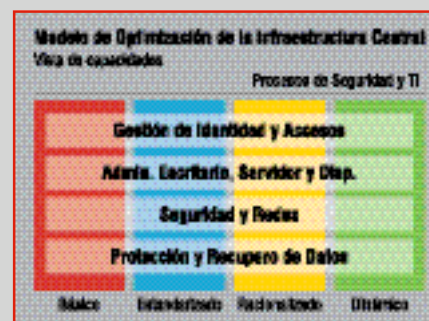 Modelo de Optimización de la Infraestructura Central
Vista de capacidades
Procesos de Seguridad y TI
Gestión de Identidad y Accesos
Admin. Escritorio, Servidor y Disp.
Seguridad y Redes
Protección y Recupero de Datos
Básico Estandarizado Racionalizado Dinámico